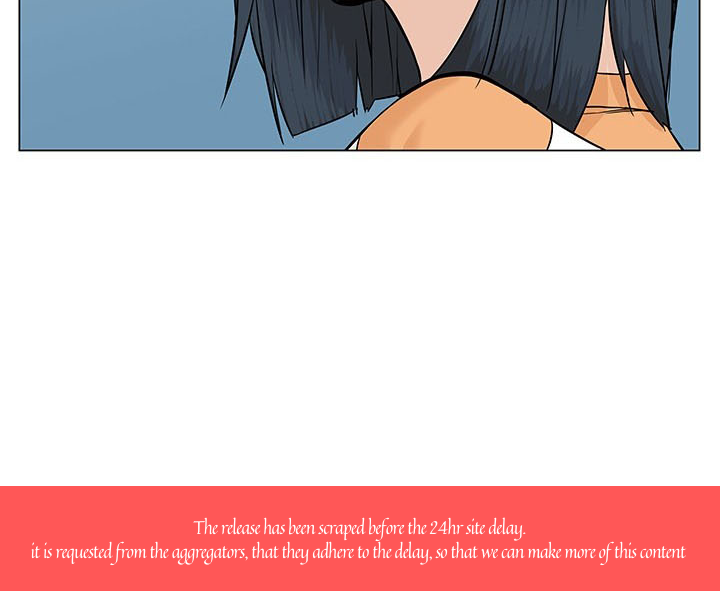 The release has been scraped before the 24hr site delay.
it is requested from the aggregators, that they adhere to the delay, so that we can make more of this content